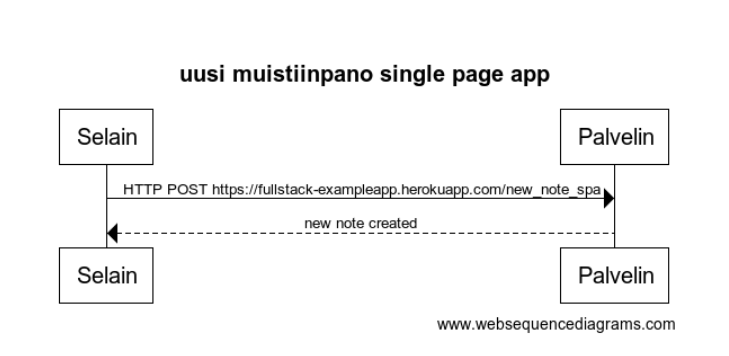 uusi muistiinpano single page app
Selain
Palvelin
HTTP POST https://fullstack-exampleapp.herokuapp.com/new_note_spa
new note created
Selain
Palvelin
www.websequencediagrams.com